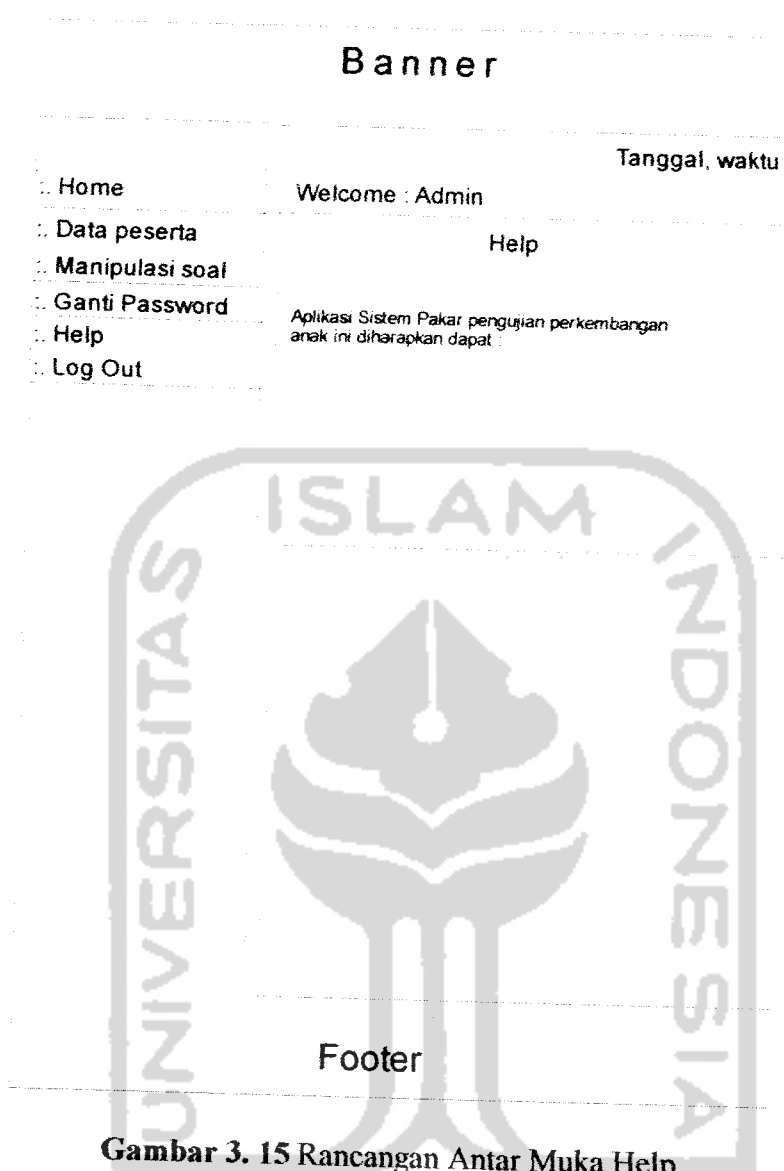 Banner
Tanggal, waktu
:. Home
Welcome : Admin
:. Data peserta
Help
:. Manipulasi soal
:. Ganti Password
Aplikasi Sistem Pakar pengujian perkembangan
anak ini diharapkan dapat :
:. Help
:. Log Out
UNIVERSITAS
ISLAM
INDONESIA
Footer
Gambar 3. 15 Rancangan Antar Muka Help